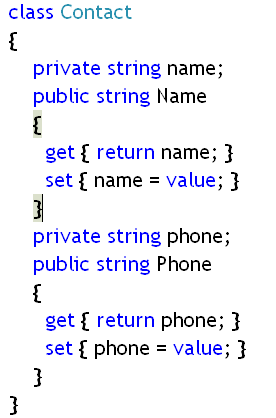 class Contact
{
private string name;
public string Name
{
get { return name; }
set { name = value; }
}
private string phone;
public string Phone
{
get { return phone; }
set { phone = value; }
}
}